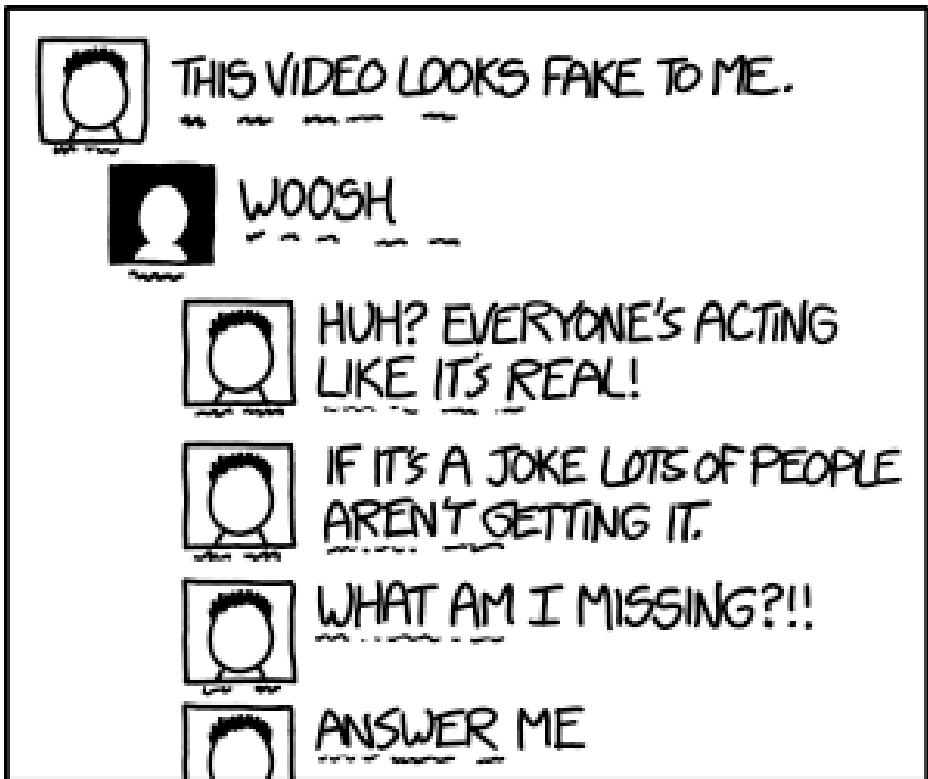 THIS VIDEO LOOKS FAKE TO ME.
WOOSH
HUH? EVERYONE'S ACTING
LIKE IT'S REAL!
IF IT'S A JOKE LOTS OF PEOPLE
AREN'T GETTING IT.
WHAT AM I MISSING?!!
ANSWER ME